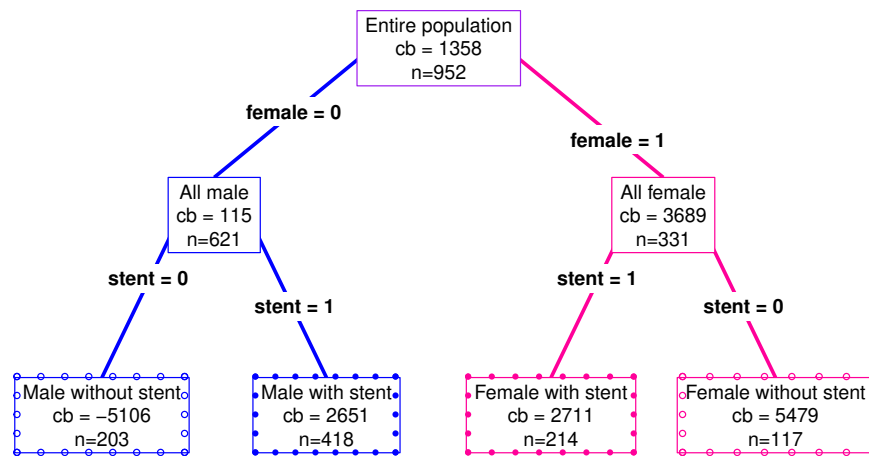 Entire population
cb = 1358
n=952
female = 0
female = 1
All male
cb = 115
n=621
All female
cb = 3689
n=331
stent = 0
stent = 1
stent = 1
stent = 0
Male without stent
cb = −5106
n=203
Male with stent
cb = 2651
n=418
Female with stent
cb = 2711
n=214
Female without stent
cb = 5479
n=117